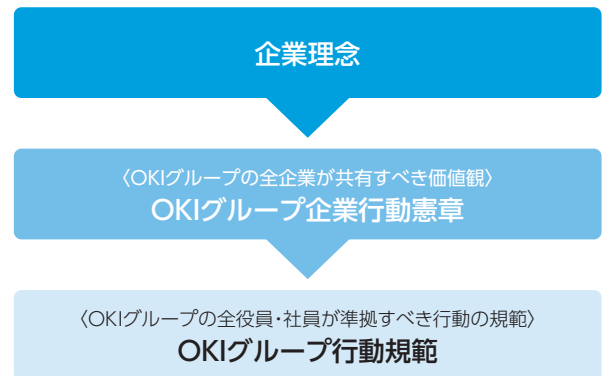 企業理念
〈OKIグループの全企業が共有すべき価値観〉
OKIグループ企業行動憲章
〈OKIグループの全役員・社員が準拠すべき行動の規範〉
OKIグループ行動規範